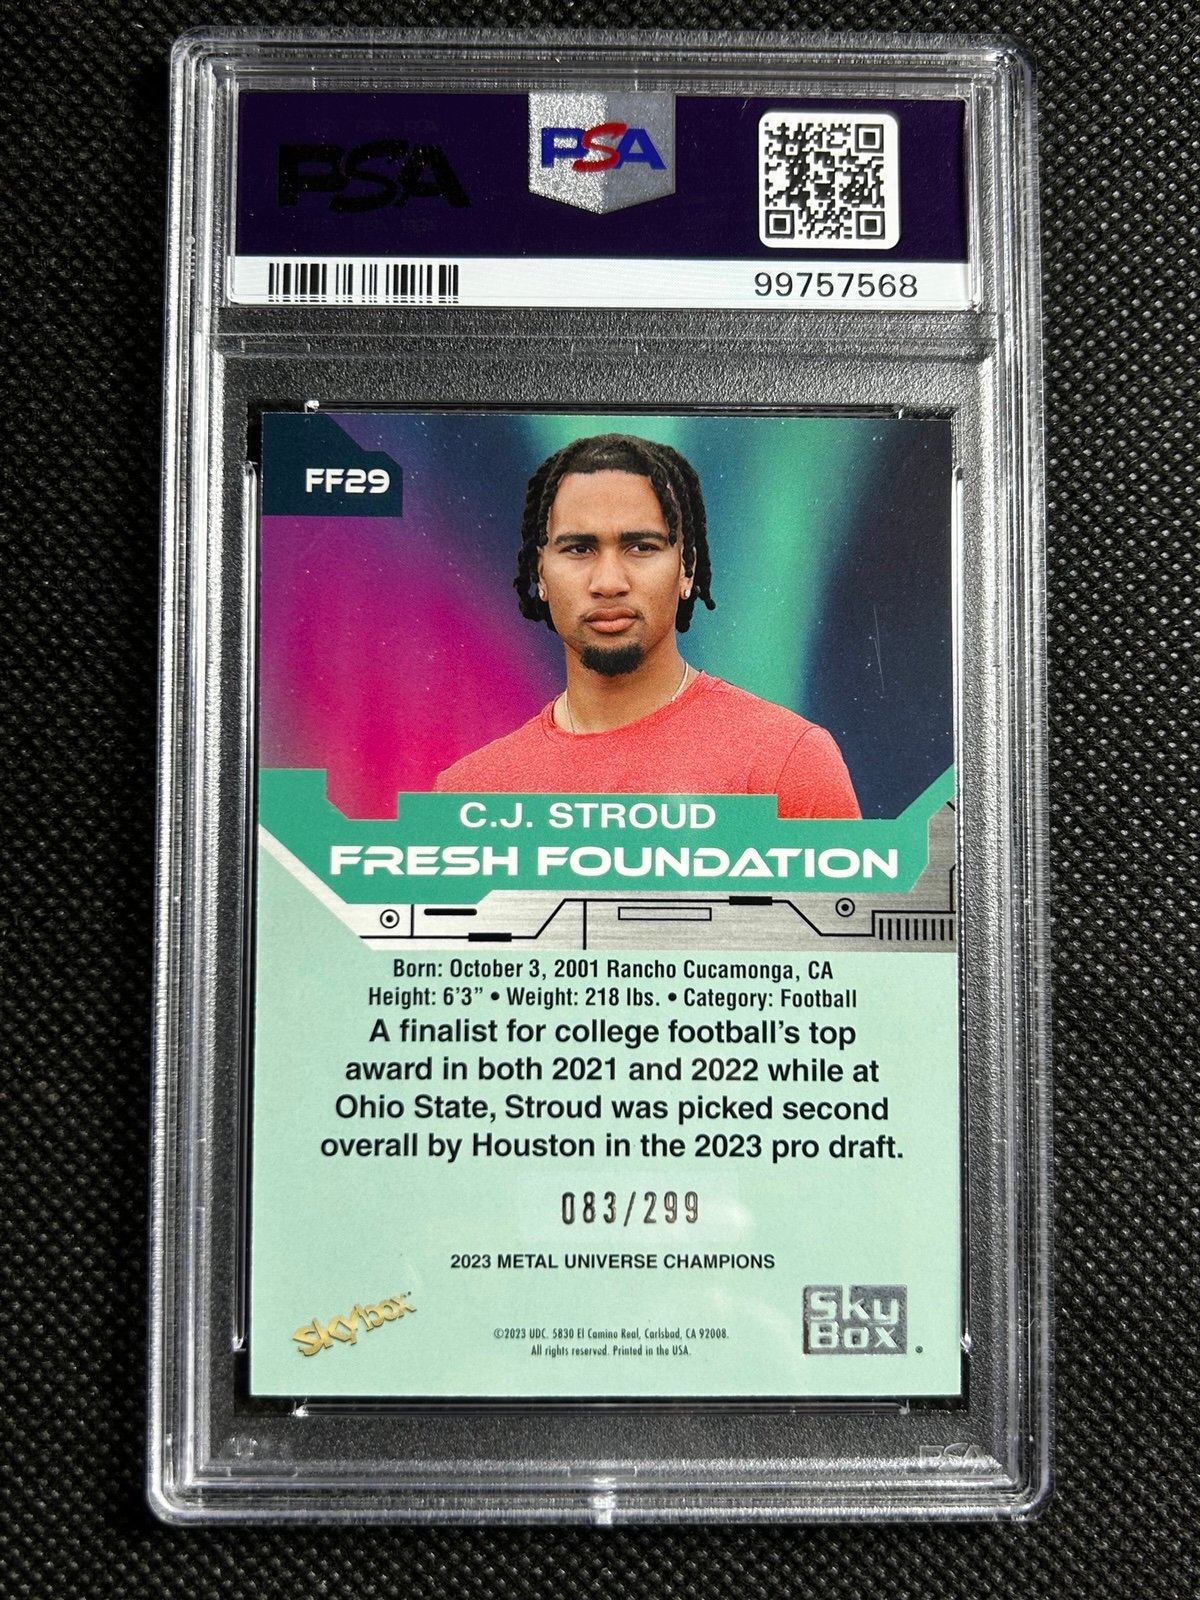 PSA
PSA
99757568
FF29
C.J. STROUD
FRESH FOUNDATION
Born: October 3, 2001 Rancho Cucamonga, CA
Height: 6'3" • Weight: 218 lbs. • Category: Football
A finalist for college football's top
award in both 2021 and 2022 while at
Ohio State, Stroud was picked second
overall by Houston in the 2023 pro draft.
083/299
2023 METAL UNIVERSE CHAMPIONS
skybox
©2023 UDC. 5830 El Camino Real, Carlsbad, CA 92008.
All rights reserved. Printed in the USA.
Sky
Box
PSA